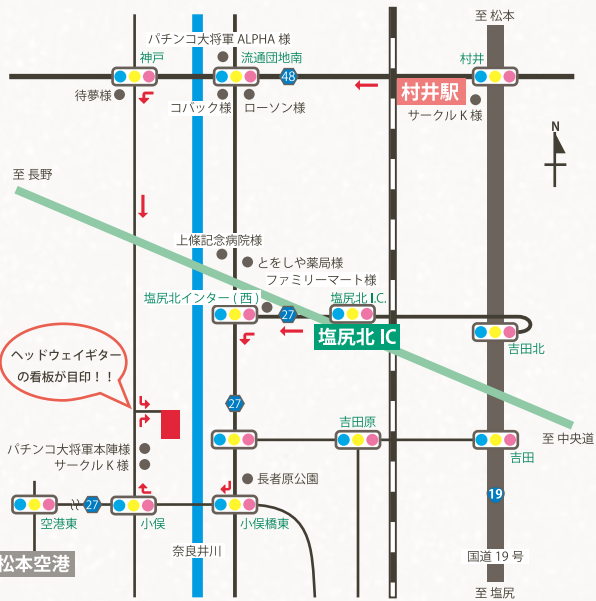 至 松本
パチンコ大将軍 ALPHA 様
神戸
流通団地南
村井
48
村井駅
待夢様
コバック様
ローソン様
サークル K 様
N
至 長野
上條記念病院様
とをしや薬局様
ファミリーマート様
塩尻北インター ( 西 )
塩尻北 I.C.
27
塩尻北 IC
吉田北
ヘッドウェイギター
の看板が目印！！
27
吉田原
至 中央道
吉田
パチンコ大将軍本陣様
サークル K 様
長者原公園
19
27
空港東
小俣
小俣橋東
奈良井川
国道 19 号
松本空港
至 塩尻